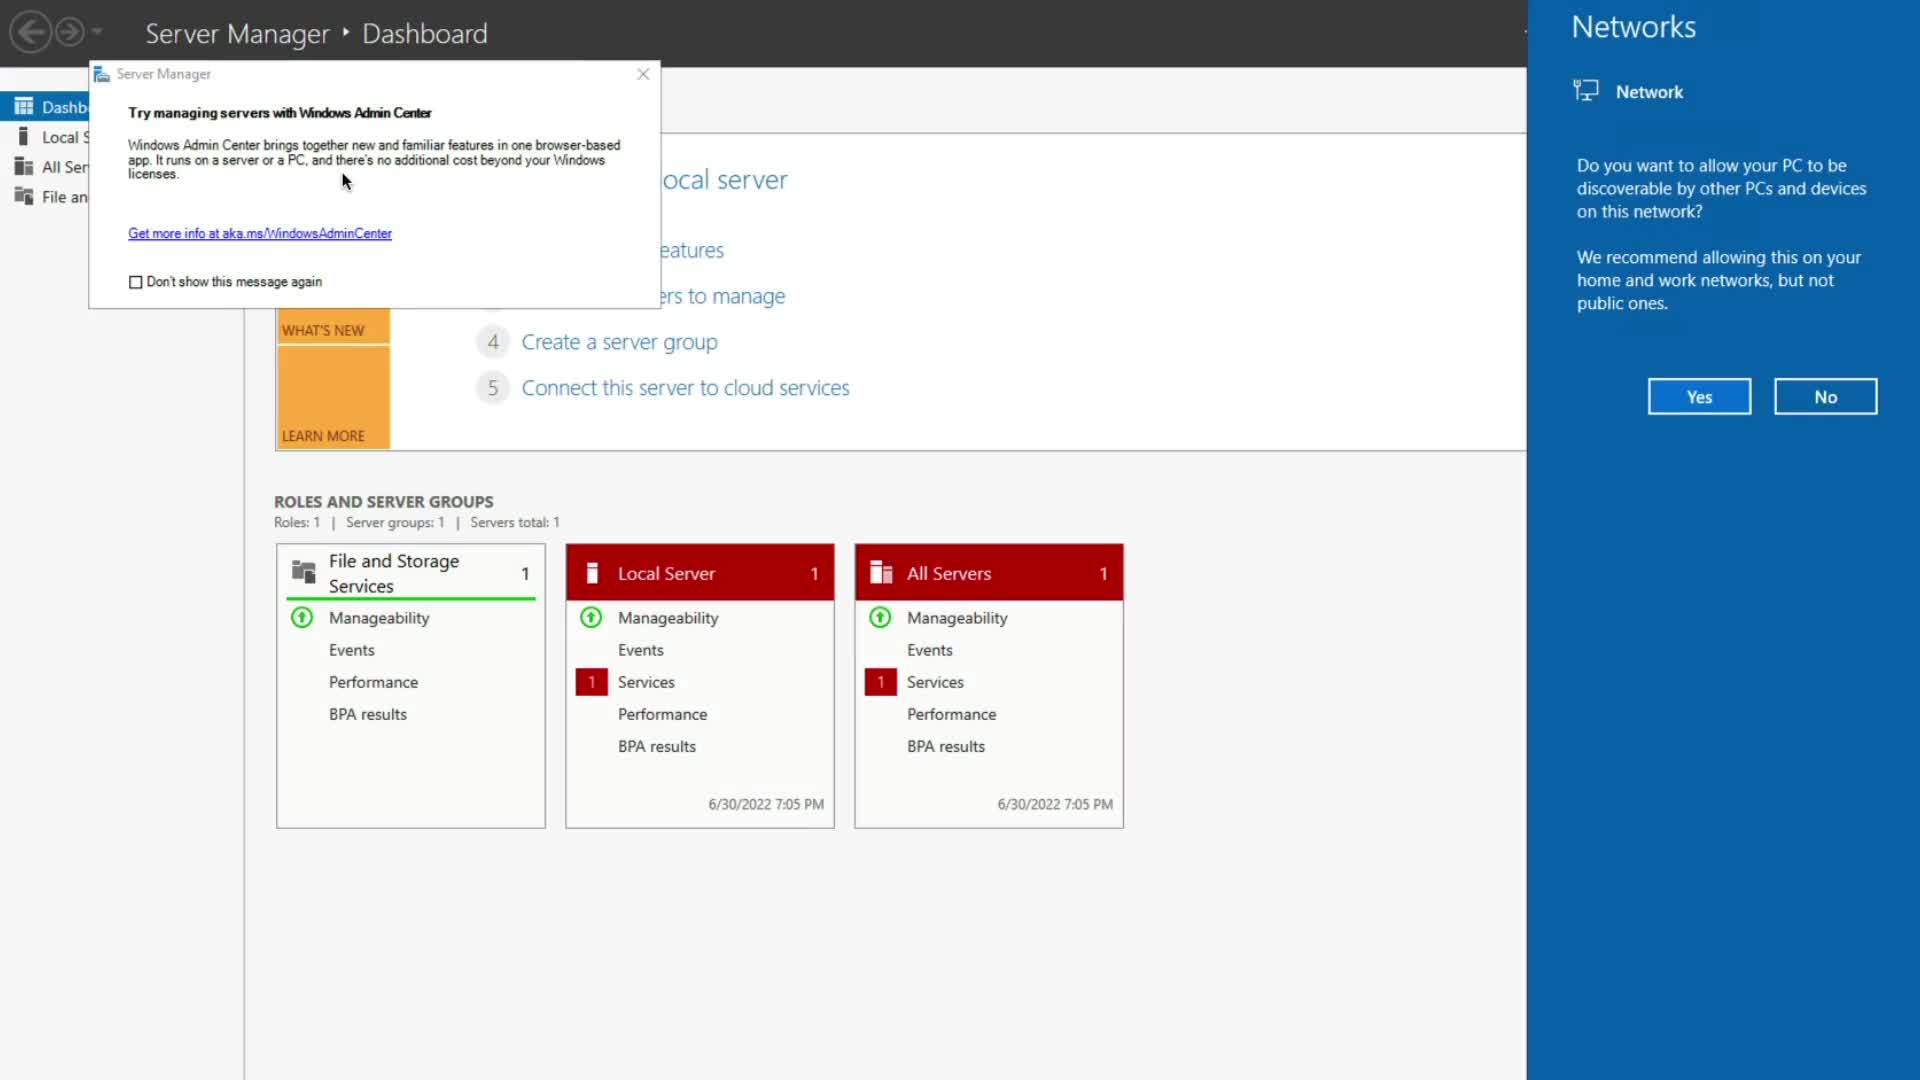 Server Manager ‣ Dashboard
Server Manager
Try managing servers with Windows Admin Center
Windows Admin Center brings together new and familiar features in one browser-based
app. It runs on a server or a PC, and there's no additional cost beyond your Windows
licenses.
Get more info at aka.ms/WindowsAdminCenter
Don't show this message again
Dashb
Local S
All Ser
File an
ocal server
eatures
ers to manage
4 Create a server group
5 Connect this server to cloud services
WHAT'S NEW
LEARN MORE
ROLES AND SERVER GROUPS
Roles: 1 | Server groups: 1 | Servers total: 1
File and Storage
Services 1
Manageability
Events
Performance
BPA results
Local Server 1
Manageability
Events
1 Services
Performance
BPA results
6/30/2022 7:05 PM
All Servers 1
Manageability
Events
1 Services
Performance
BPA results
6/30/2022 7:05 PM
Networks
Network
Do you want to allow your PC to be
discoverable by other PCs and devices
on this network?
We recommend allowing this on your
home and work networks, but not
public ones.
Yes
No